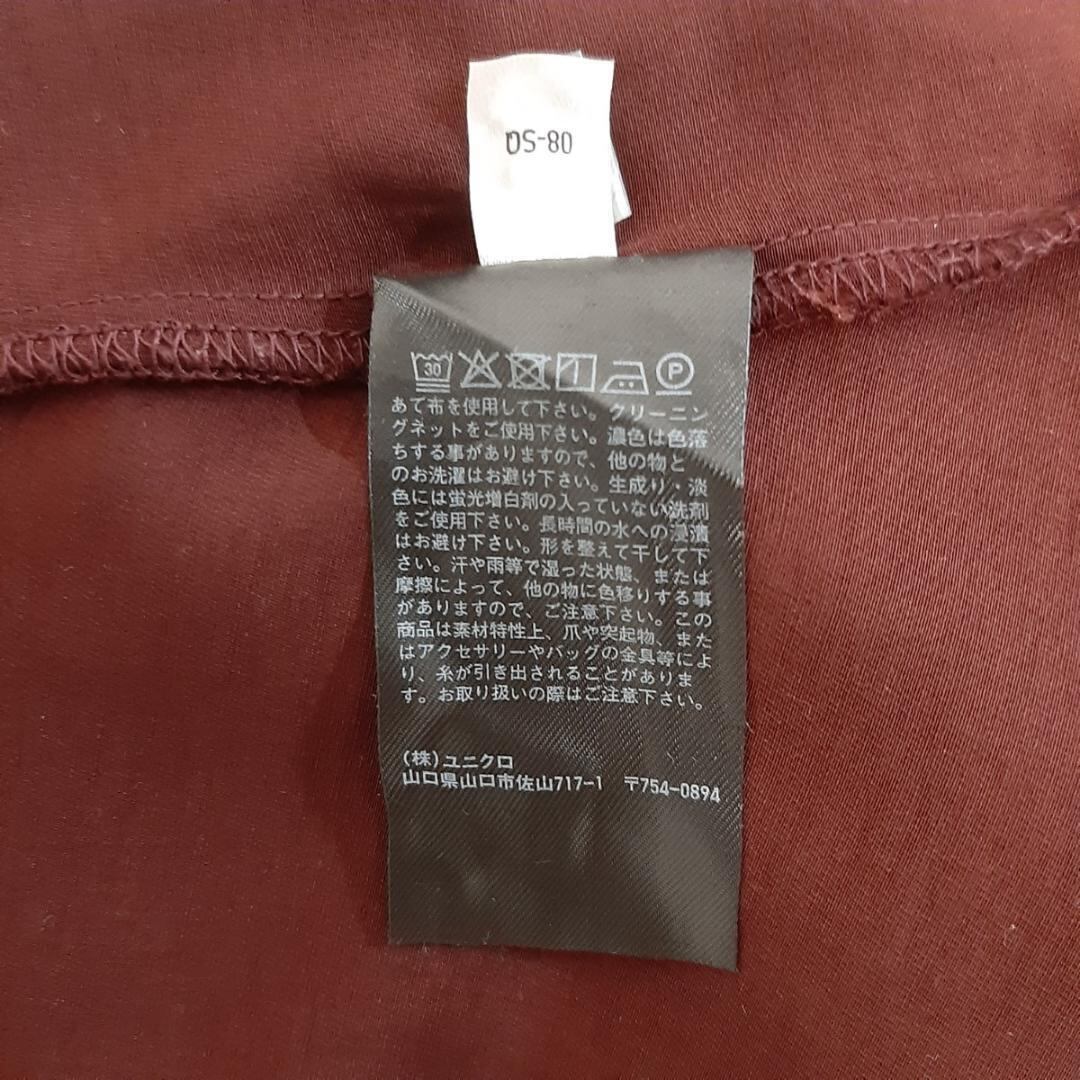 08-SQ
30
P
あて布を使用して下さい。クリーニン
グネットをご使用下さい。濃色は色落
ちする事がありますので、他の物と
のお洗濯はお避け下さい。生成り・淡
色には蛍光増白剤の入っていない洗剤
をご使用下さい。長時間の水への浸漬
はお避け下さい。形を整えて干して下
さい。汗や雨等で湿った状態、または
摩擦によって、他の物に色移りする事
がありますので、ご注意下さい。この
商品は素材特性上、爪や突起物、また
はアクセサリーやバッグの金具等によ
り、糸が引き出されることがありま
す。お取り扱いの際はご注意下さい。
(株)ユニクロ
山口県山口市佐山717-1 〒754-0894